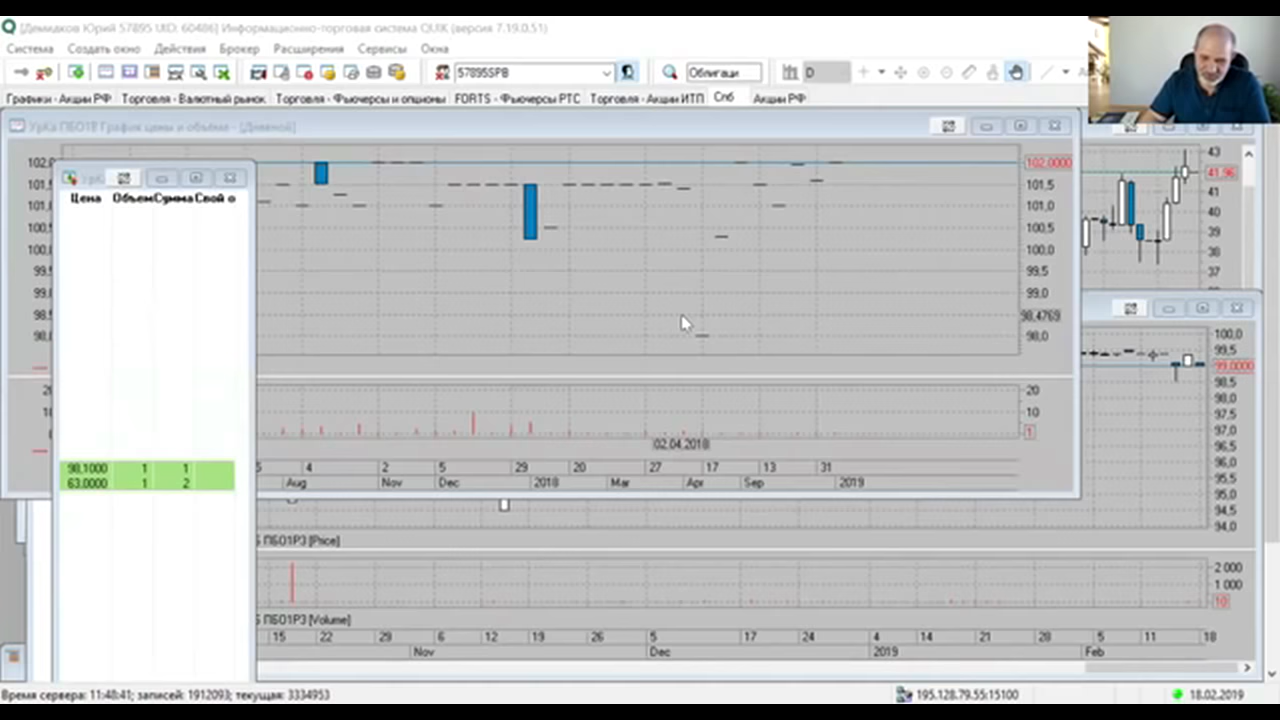 [Демидков Юрий 57895 UID: 60486] Информационно-торговая система QUIK (версия 7.19.0.51)
Система Создать окно Действия Брокер Расширения Сервисы Окна
57895SPB Облигаци D
Графики - Акции РФ Торговля - Валютный рынок Торговля - Фьючерсы и опционы FORTS - Фьючерсы РТС Торговля - Акции ИТП Спб Акции РФ
УрКа ПБО1Р График цены и объёма - [Дневной]
Цена Объем Сумма Свой о
98,1000 1 1
63,0000 1 2
102,0000
101,5
101,0
100,5
100,0
99,5
99,0
98,4769
98,0
20
10
1
02.04.2018
4 2 5 29 20 27 17 13 31
Aug Nov Dec 2018 Mar Apr Sep 2019
43
41,96
41
40
39
38
37
100,0
99,5
99,0000
98,5
98,0
97,5
97,0
96,5
96,0
95,5
95,0
94,5
94,0
ПБО1Р3 [Price]
2 000
1 000
10
ПБО1Р3 [Volume]
15 22 29 6 12 19 26 5 17 24 4 14 21 28 5 11 18
Nov Dec 2019 Feb
Время сервера: 11:48:41; записей: 1912093; текущая: 3334953
195.128.79.55:15100
18.02.2019